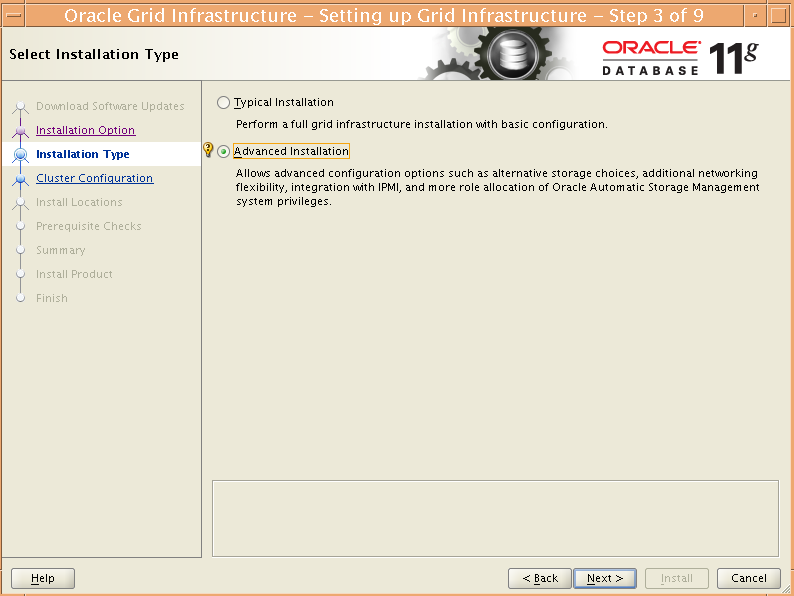 Oracle Grid Infrastructure – Setting up Grid Infrastructure – Step 3 of 9
Select Installation Type
ORACLE
DATABASE
11g
Download Software Updates
Installation Option
Installation Type
Cluster Configuration
Install Locations
Prerequisite Checks
Summary
Install Product
Finish
Typical Installation
Perform a full grid infrastructure installation with basic configuration.
Advanced Installation
Allows advanced configuration options such as alternative storage choices, additional networking
flexibility, integration with IPMI, and more role allocation of Oracle Automatic Storage Management
system privileges.
Help
< Back
Next >
Install
Cancel